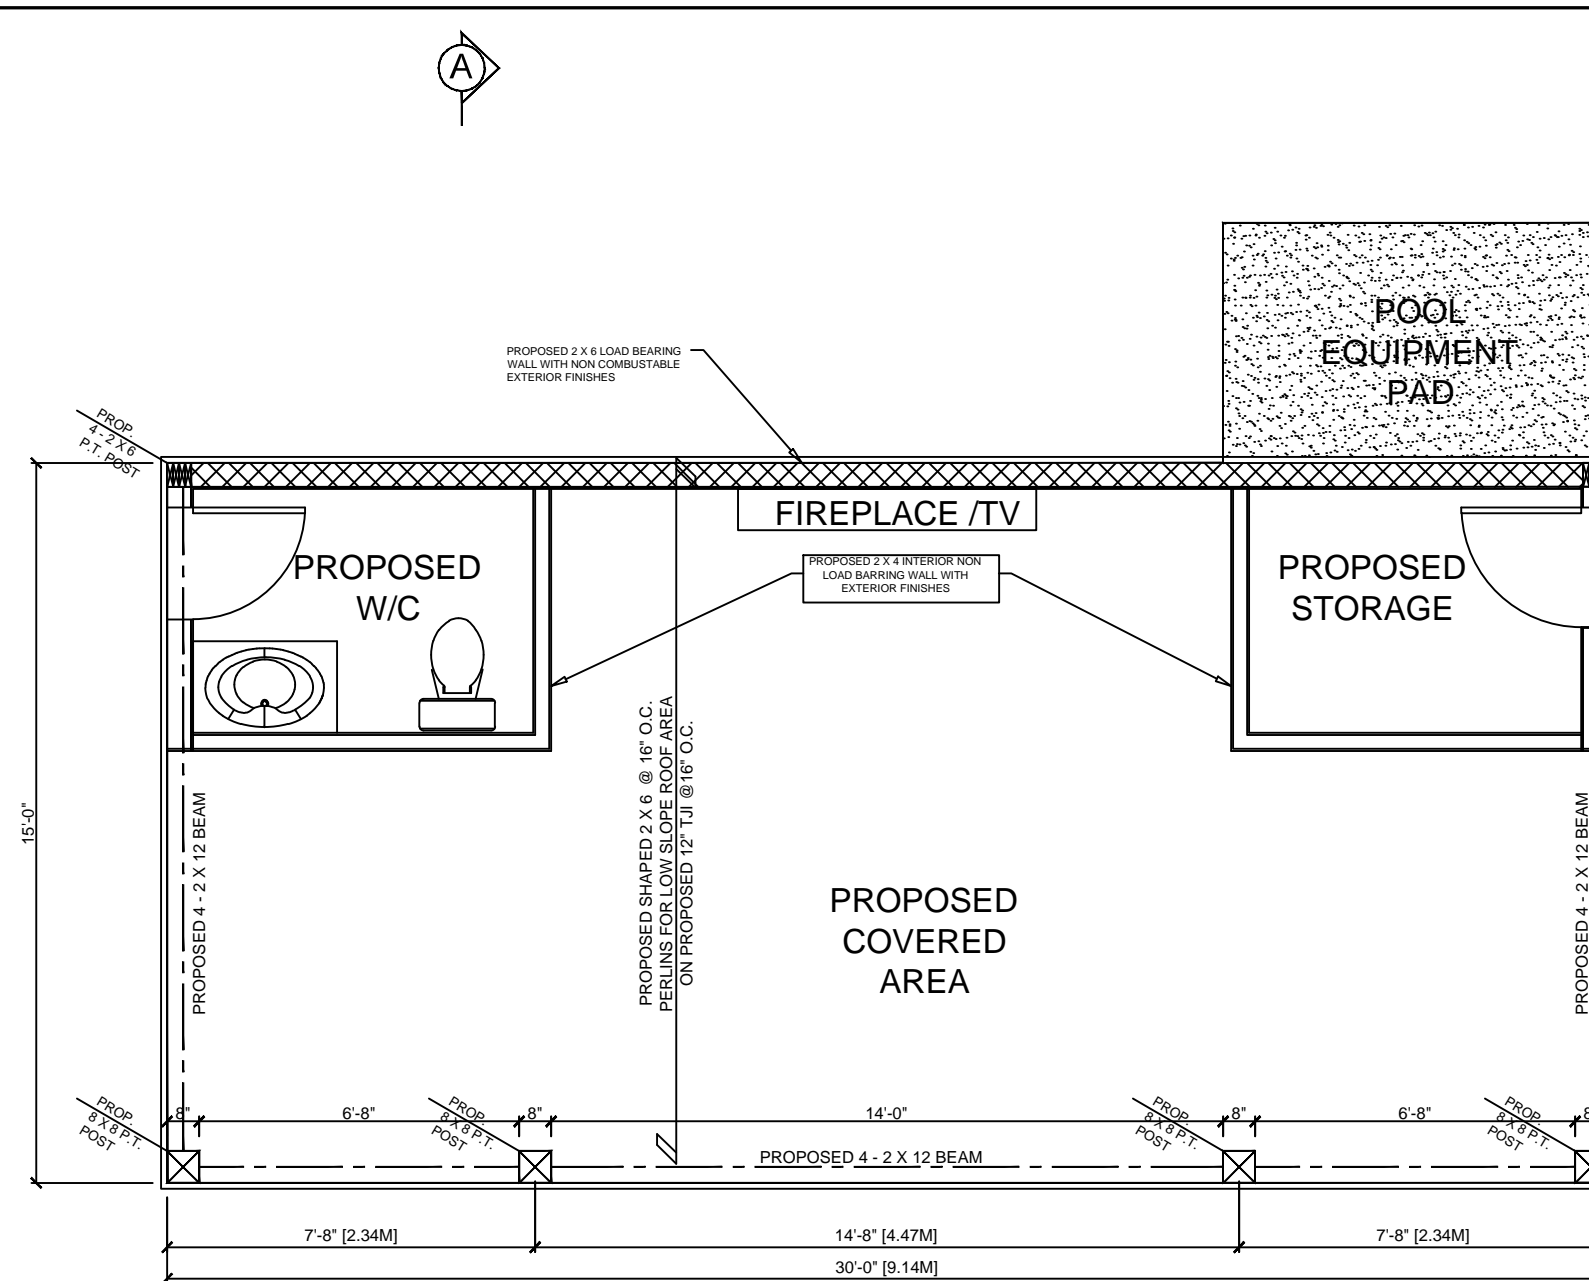 A
POOL
EQUIPMENT
PAD
PROPOSED 2 X 6 LOAD BEARING
WALL WITH NON COMBUSTABLE
EXTERIOR FINISHES
PROP.
4 - 2 X 6
P.T. POST
FIREPLACE /TV
PROPOSED
W/C
PROPOSED 2 X 4 INTERIOR NON
LOAD BARRING WALL WITH
EXTERIOR FINISHES
PROPOSED
STORAGE
15'-0"
PROPOSED 4 - 2 X 12 BEAM
PROPOSED SHAPED 2 X 6 @ 16" O.C.
PERLINS FOR LOW SLOPE ROOF AREA
ON PROPOSED 12" TJI @16" O.C.
PROPOSED
COVERED
AREA
PROPOSED 4 - 2 X 12 BEAM
PROP.
8 X 8 P.T.
POST
8"
6'-8"
PROP.
8 X 8 P.T.
POST
8"
14'-0"
PROP.
8 X 8 P.T.
POST
8"
6'-8"
PROP.
8 X 8 P.T.
POST
8
PROPOSED 4 - 2 X 12 BEAM
7'-8" [2.34M]
14'-8" [4.47M]
7'-8" [2.34M]
30'-0" [9.14M]